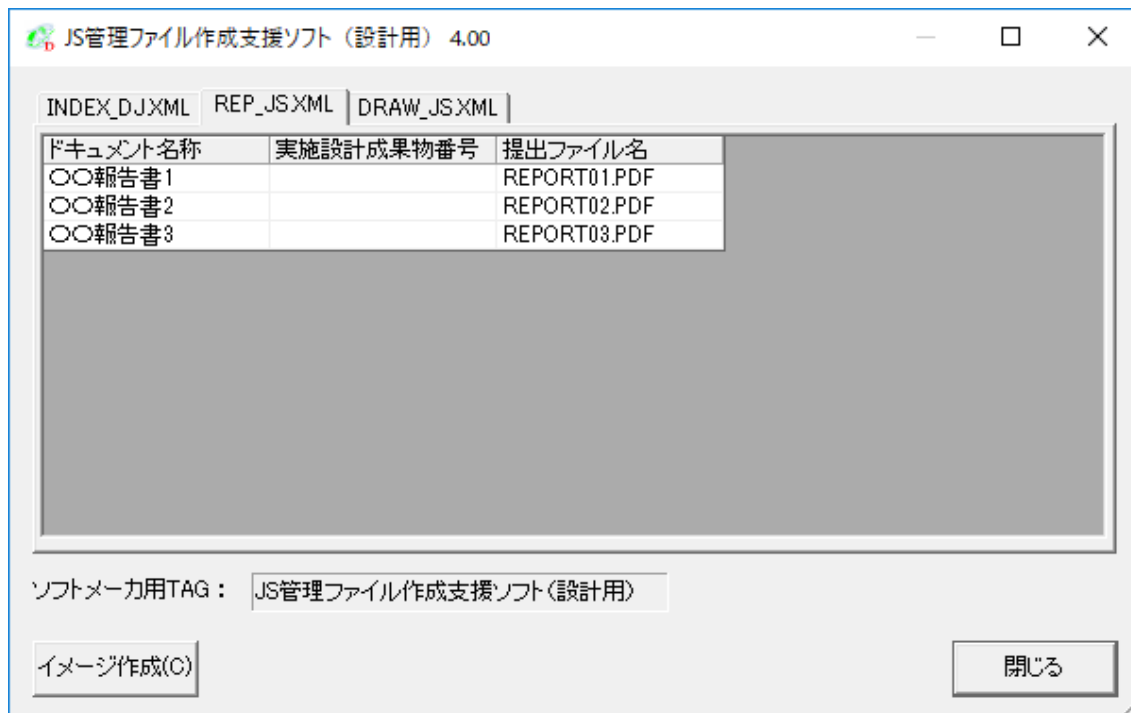 JS管理ファイル作成支援ソフト（設計用） 4.00
INDEX_DJ.XML REP_JS.XML DRAW_JS.XML
ドキュメント名称 実施設計成果物番号 提出ファイル名
〇〇報告書1 REPORT01.PDF
〇〇報告書2 REPORT02.PDF
〇〇報告書3 REPORT03.PDF
ソフトメーカ用TAG： JS管理ファイル作成支援ソフト(設計用)
イメージ作成(C) 閉じる